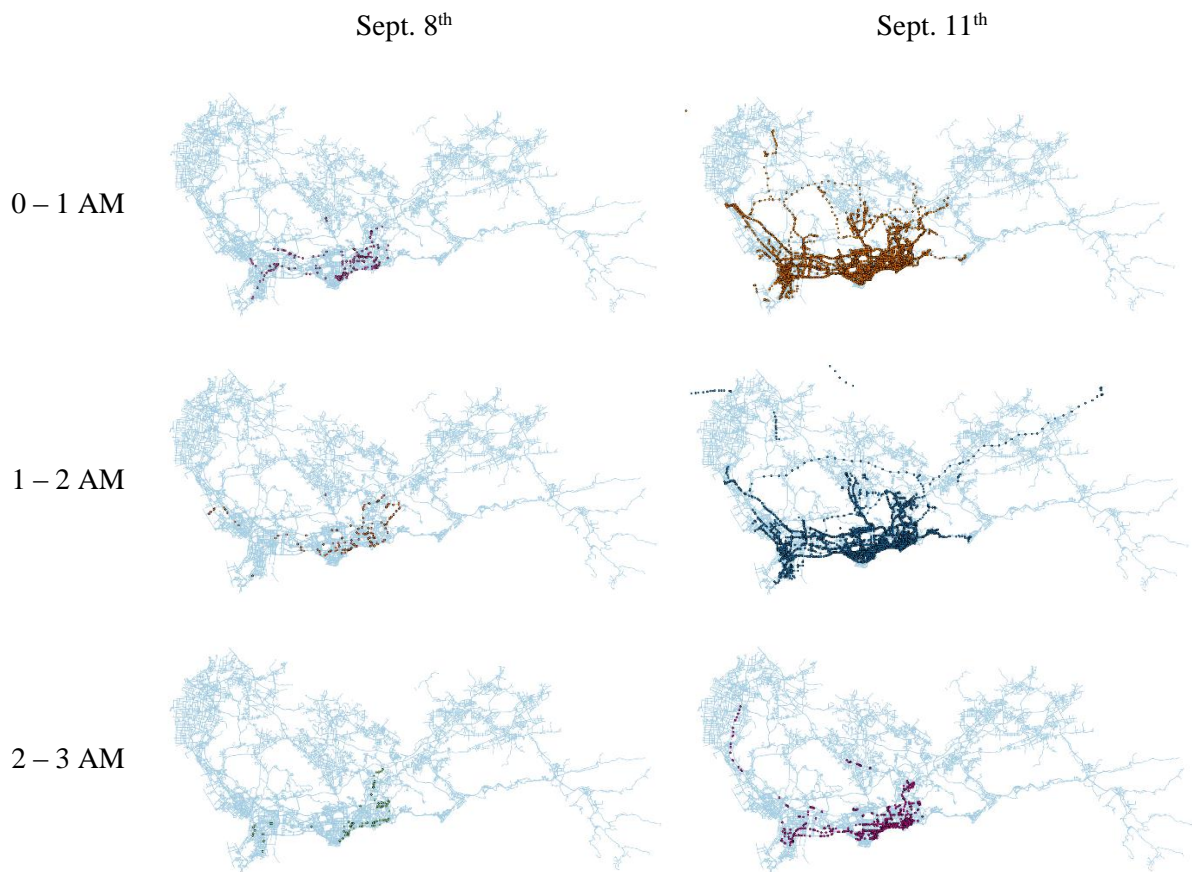 Sept. 8th
Sept. 11th
0 – 1 AM
1 – 2 AM
2 – 3 AM